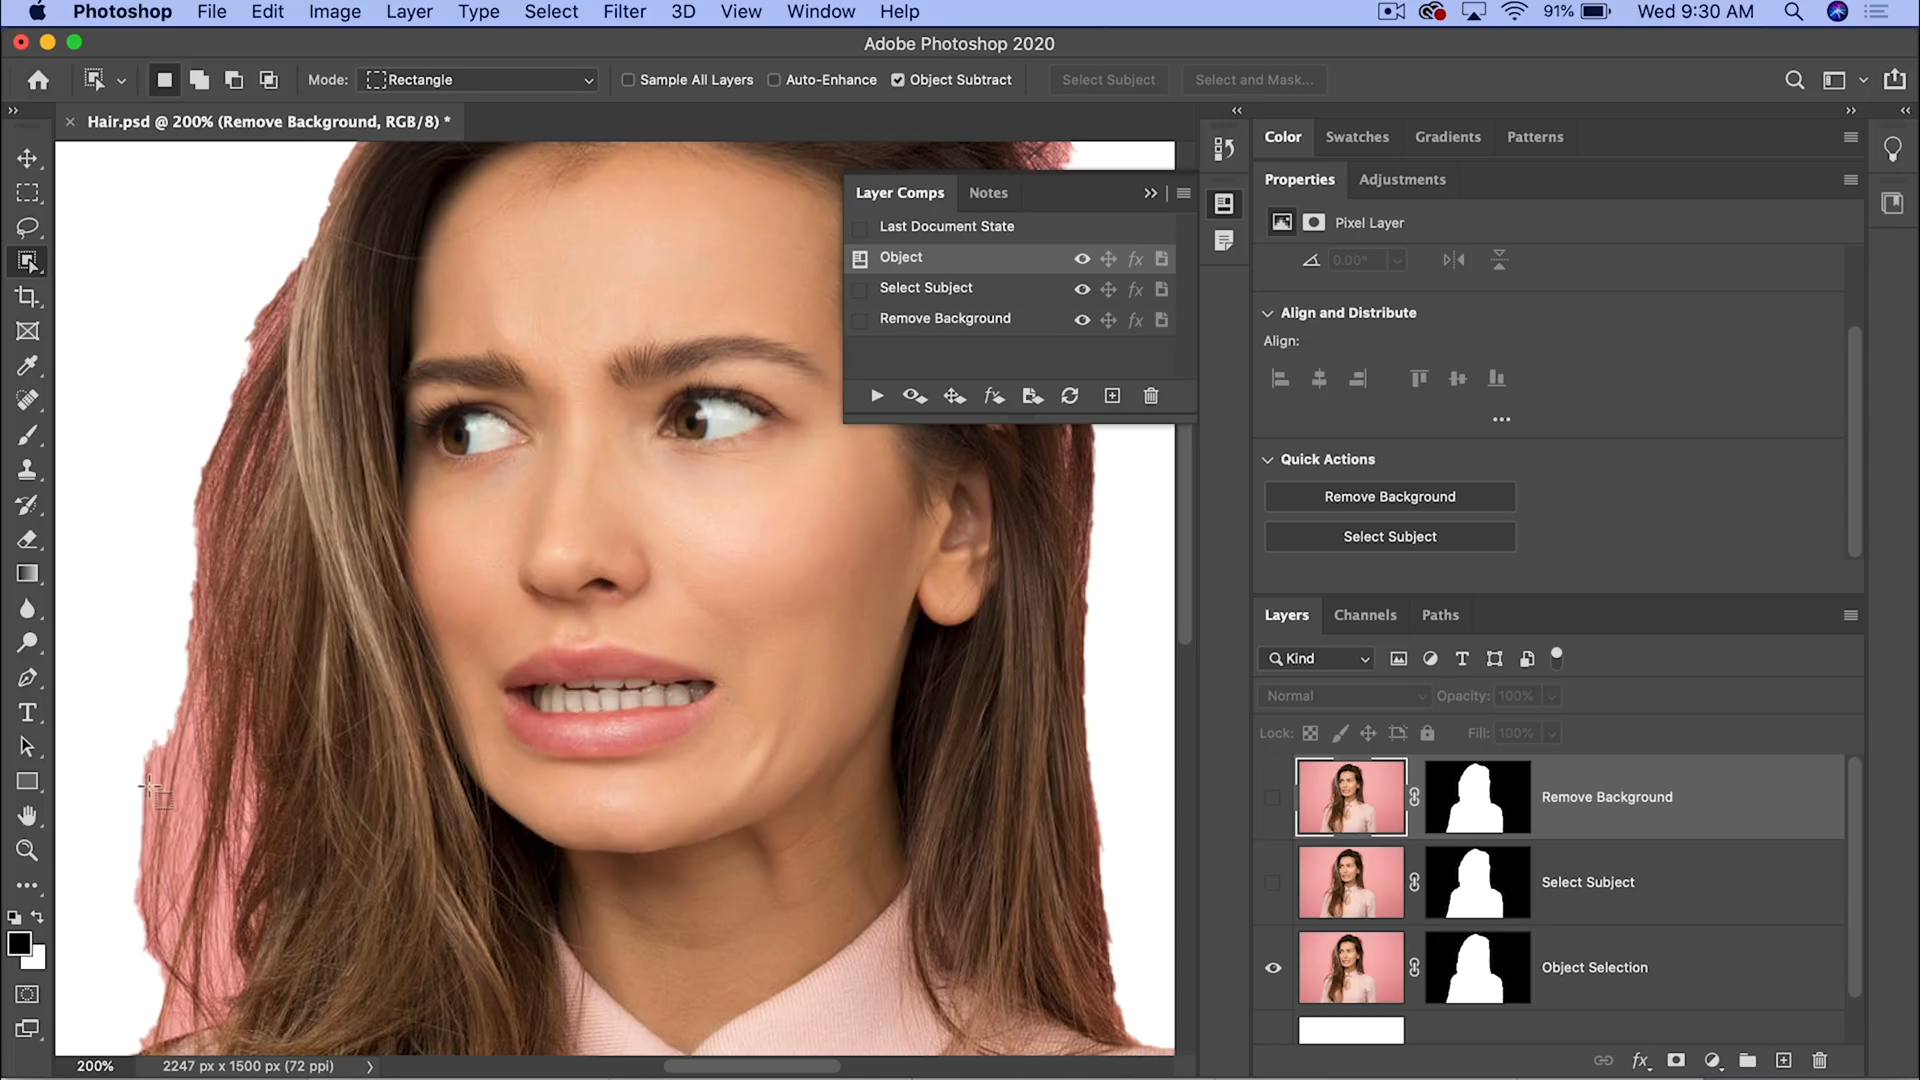 Photoshop File Edit Image Layer Type Select Filter 3D View Window Help 91% Wed 9:30 AM
Adobe Photoshop 2020
Mode: Rectangle Sample All Layers Auto-Enhance Object Subtract Select Subject Select and Mask...
Hair.psd @ 200% (Remove Background, RGB/8) *
Layer Comps Notes
Last Document State
Object
Select Subject
Remove Background
Color Swatches Gradients Patterns
Properties Adjustments
Pixel Layer
0.00°
Align and Distribute
Align:
Quick Actions
Remove Background
Select Subject
Layers Channels Paths
Kind
Normal Opacity: 100%
Lock: Fill: 100%
Remove Background
Select Subject
Object Selection
200% 2247 px x 1500 px (72 ppi)